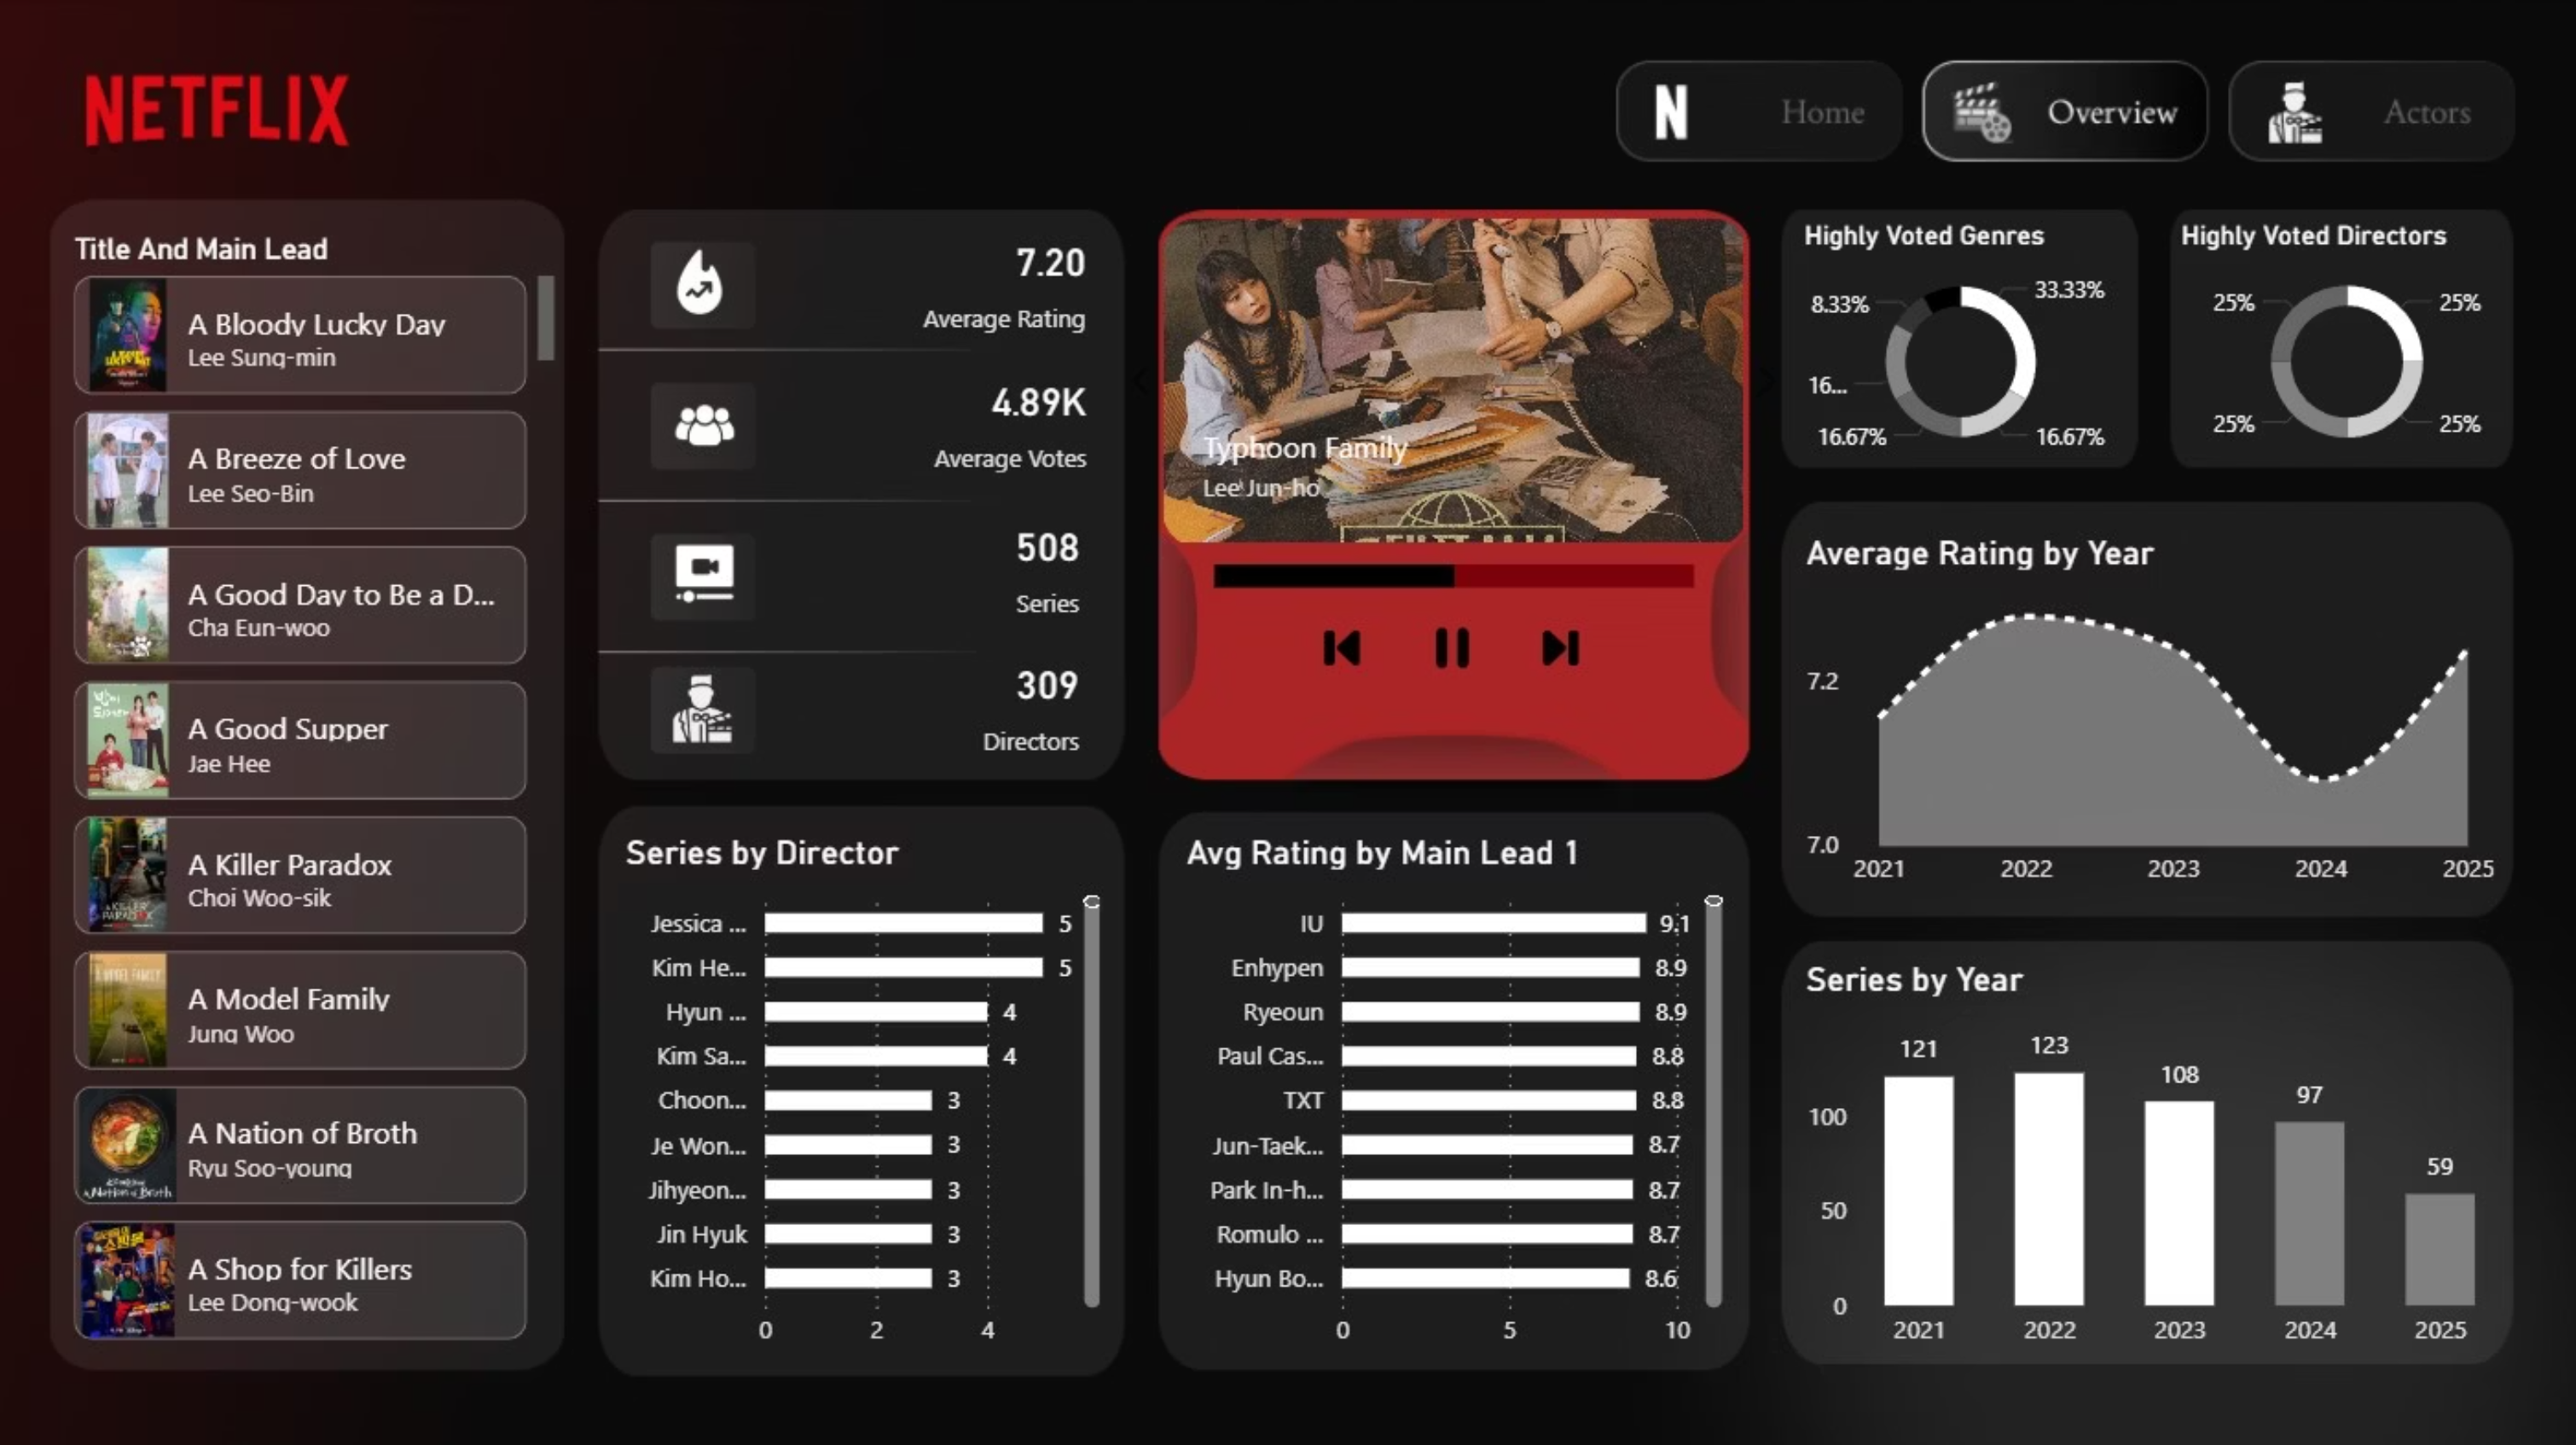 NETFLIX
Home
Overview
Actors
Title And Main Lead
A Bloody Lucky Day
Lee Sung-min
A Breeze of Love
Lee Seo-Bin
A Good Day to Be a D...
Cha Eun-woo
A Good Supper
Jae Hee
A Killer Paradox
Choi Woo-sik
A Model Family
Jung Woo
A Nation of Broth
Ryu Soo-young
A Shop for Killers
Lee Dong-wook
7.20
Average Rating
4.89K
Average Votes
508
Series
309
Directors
Typhoon Family
Lee Jun-ho
Highly Voted Genres
8.33%
33.33%
16...
16.67%
16.67%
Highly Voted Directors
25%
25%
25%
25%
Average Rating by Year
7.2
7.0
2021
2022
2023
2024
2025
Series by Director
Jessica ...
5
Kim He...
5
Hyun ...
4
Kim Sa...
4
Choon...
3
Je Won...
3
Jihyeon...
3
Jin Hyuk
3
Kim Ho...
3
0
2
4
Avg Rating by Main Lead 1
IU
9.1
Enhypen
8.9
Ryeoun
8.9
Paul Cas...
8.8
TXT
8.8
Jun-Taek...
8.7
Park In-h...
8.7
Romulo ...
8.7
Hyun Bo...
8.6
0
5
10
Series by Year
121
123
108
97
59
100
50
0
2021
2022
2023
2024
2025